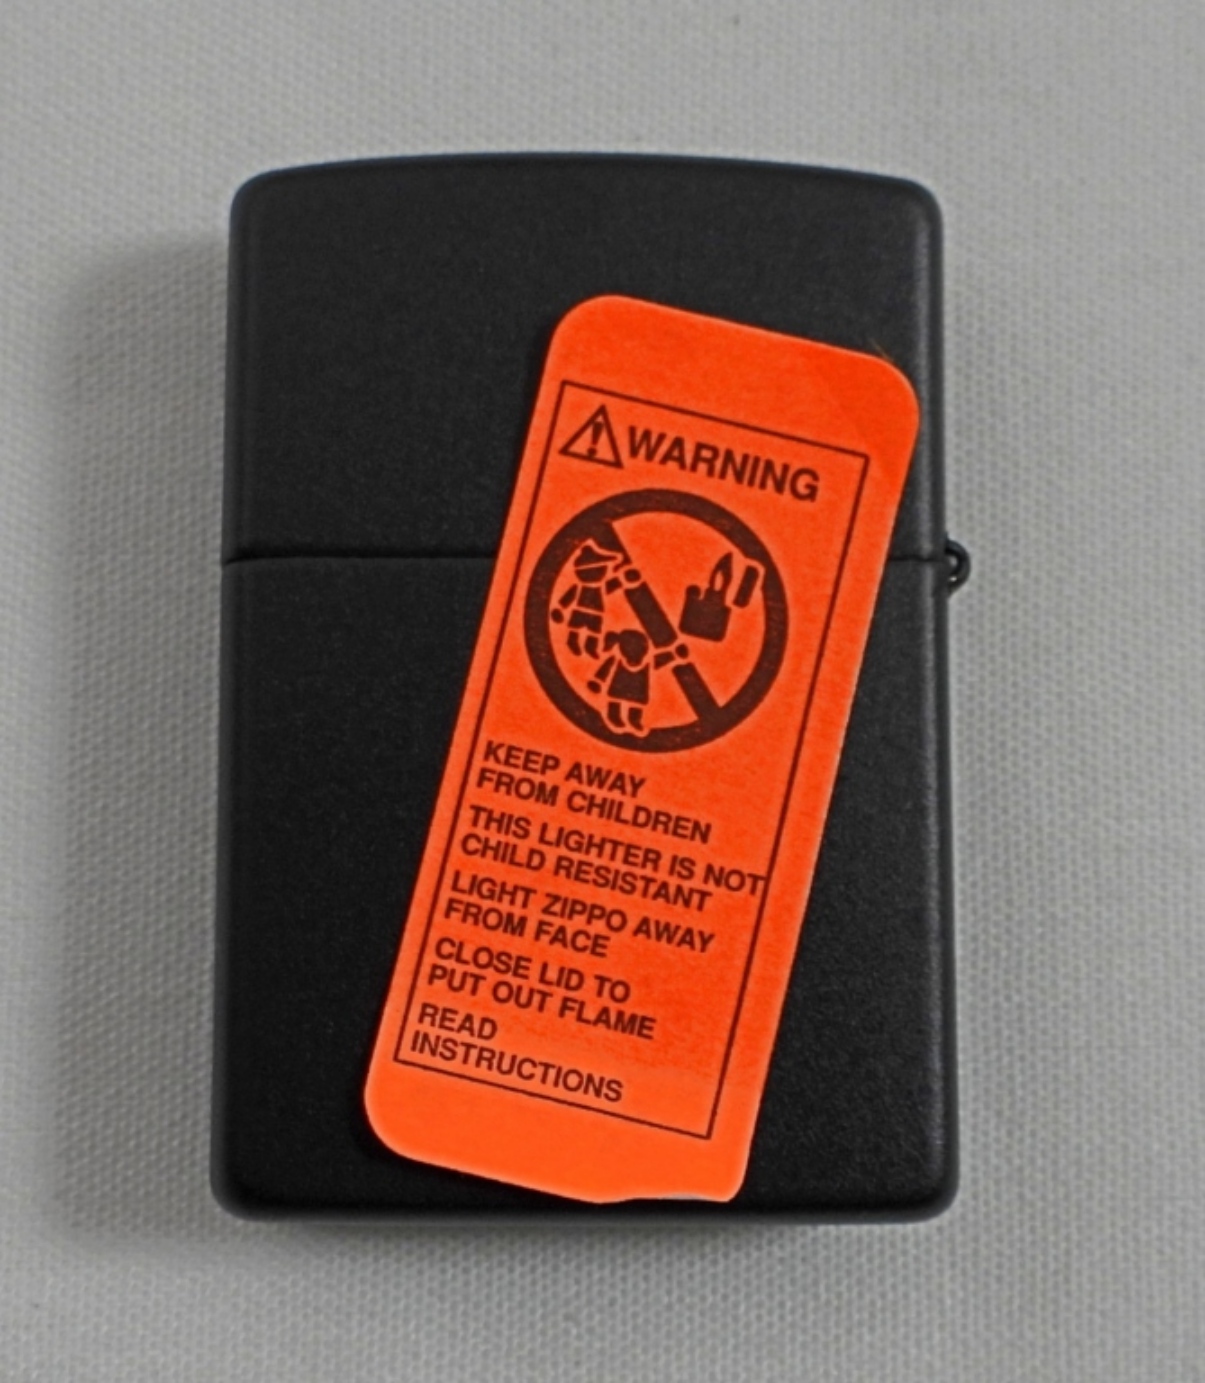 WARNING
KEEP AWAY
FROM CHILDREN
THIS LIGHTER IS NOT
CHILD RESISTANT
LIGHT ZIPPO AWAY
FROM FACE
CLOSE LID TO
PUT OUT FLAME
READ
INSTRUCTIONS